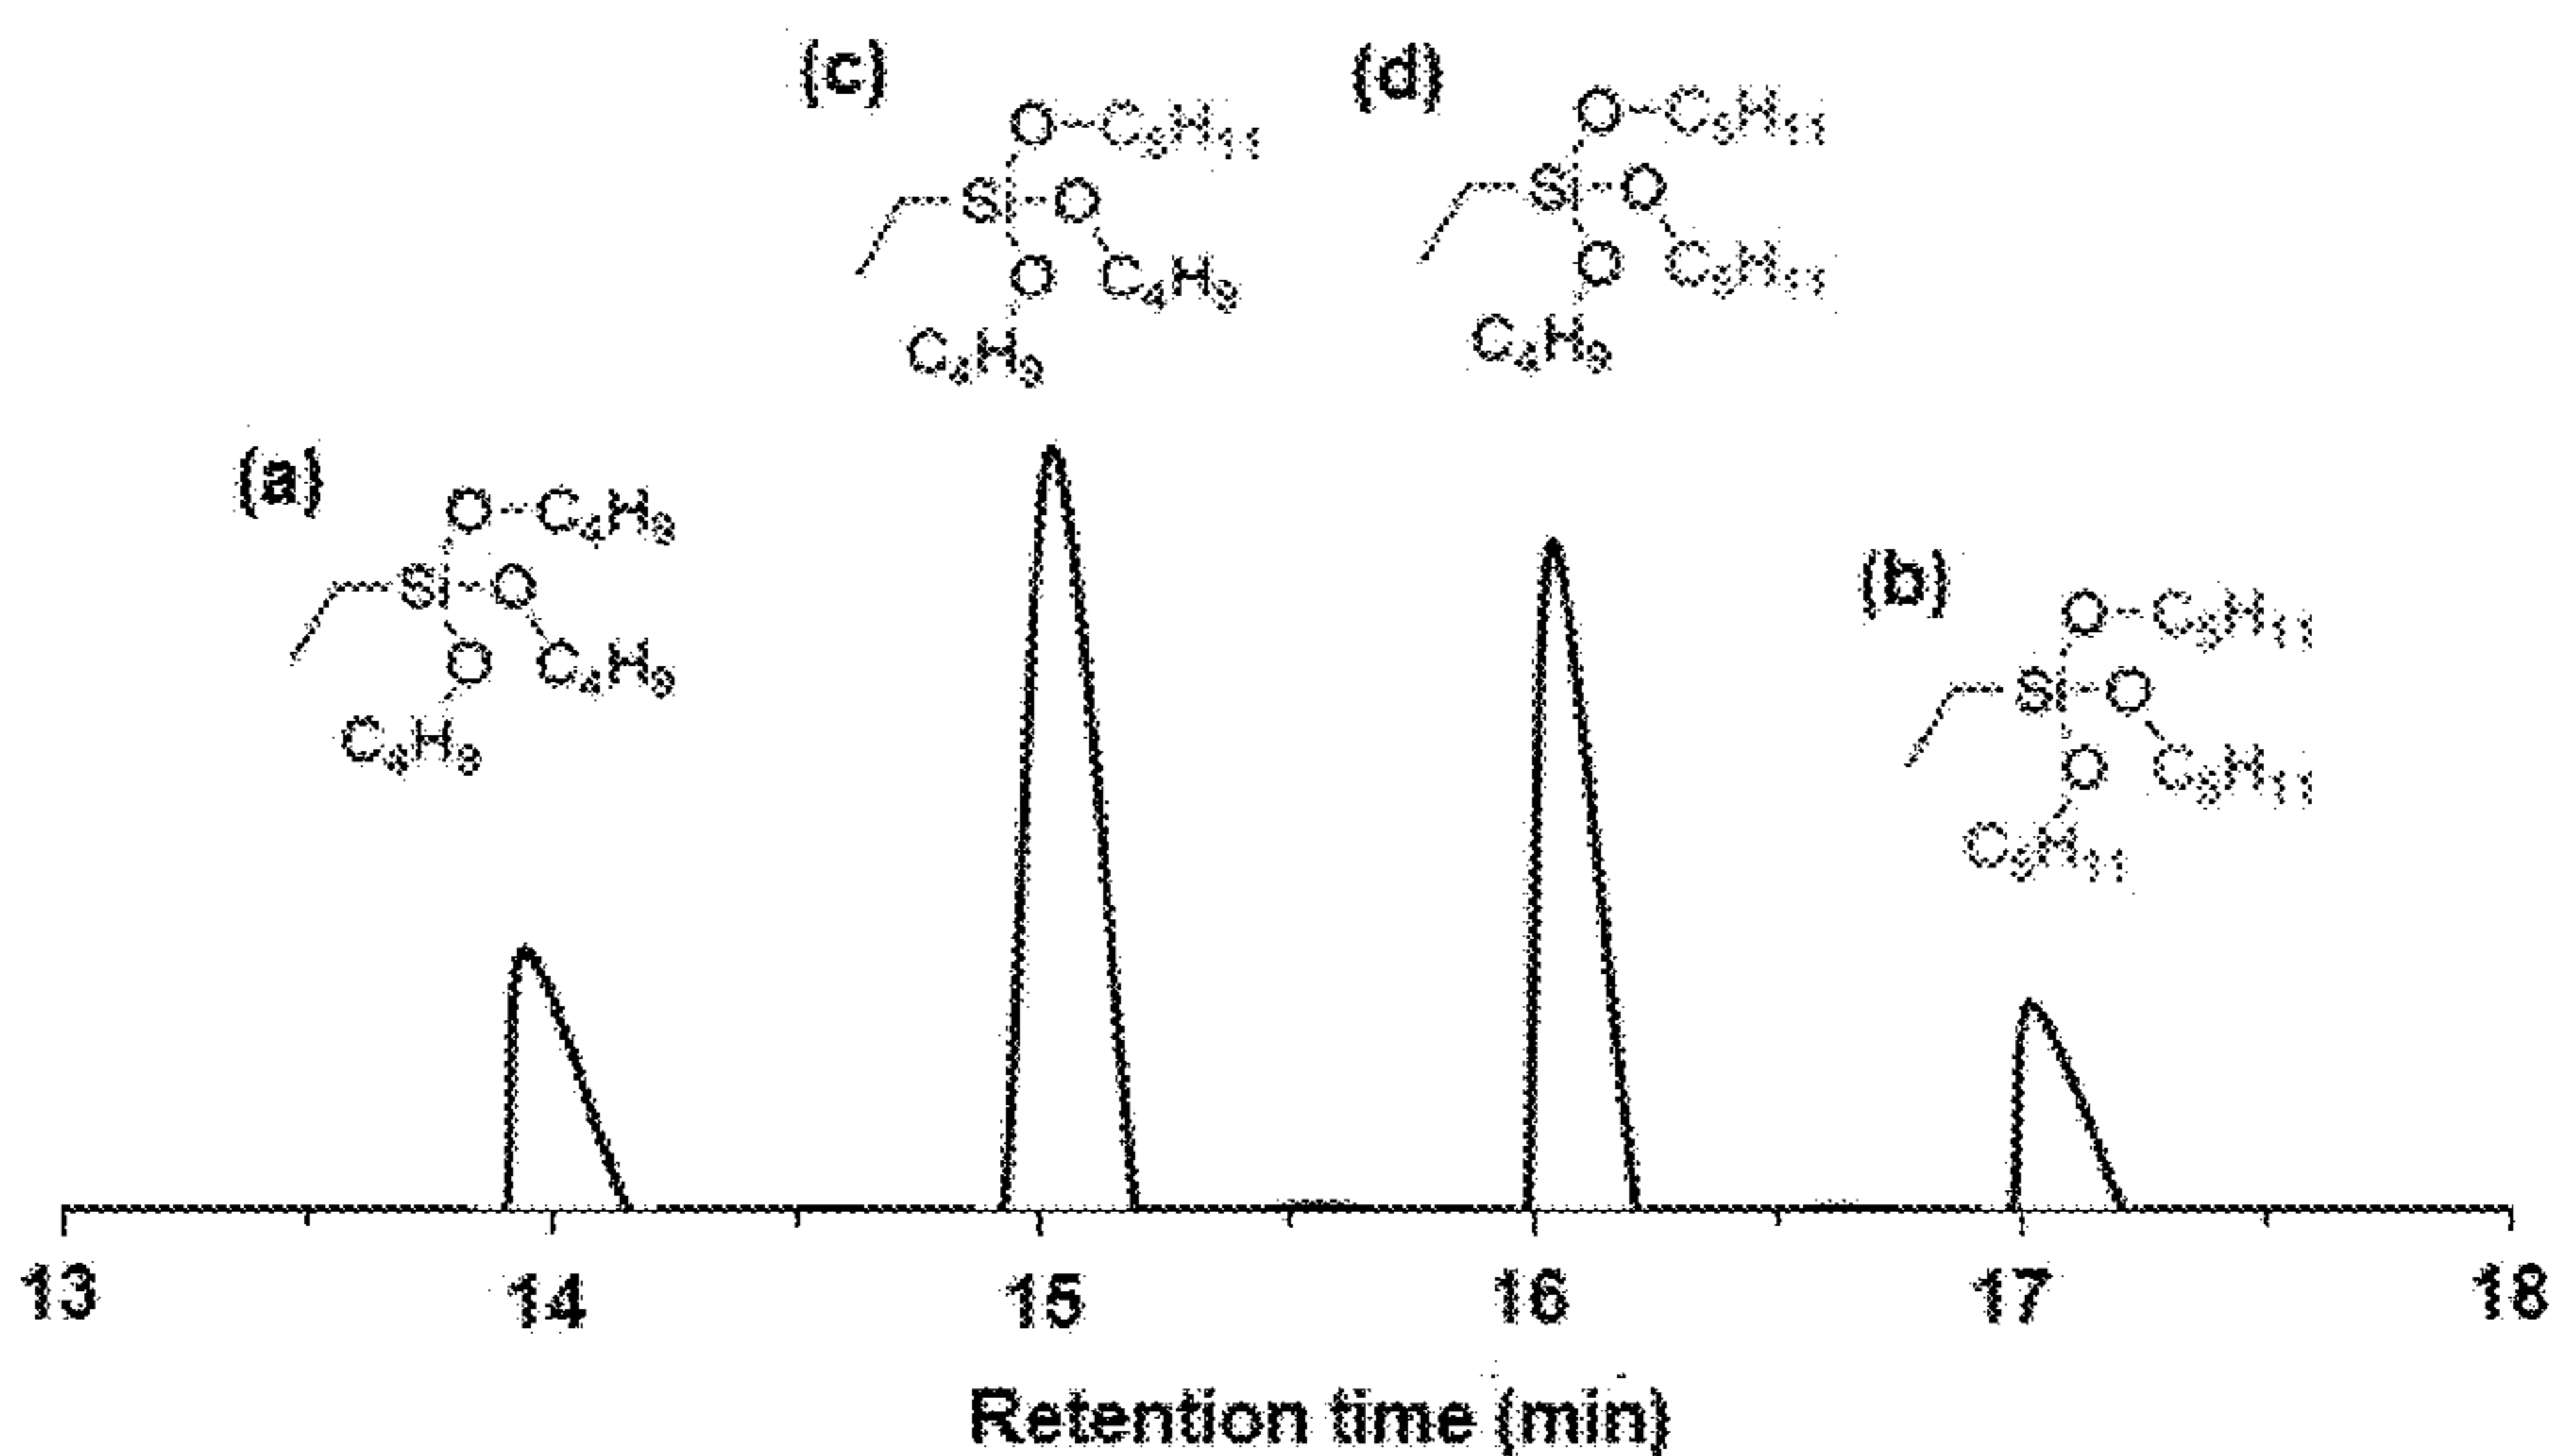 (c)
O-C₅H₁₁
Si-O
O C₄H₉
C₄H₉
(d)
O-C₅H₁₁
Si-O
O C₅H₁₁
C₄H₉
(a)
O-C₄H₉
Si-O
O C₄H₉
C₄H₉
(b)
O-C₅H₁₁
Si-O
O C₅H₁₁
C₅H₁₁
13 14 15 16 17 18
Retention time (min)